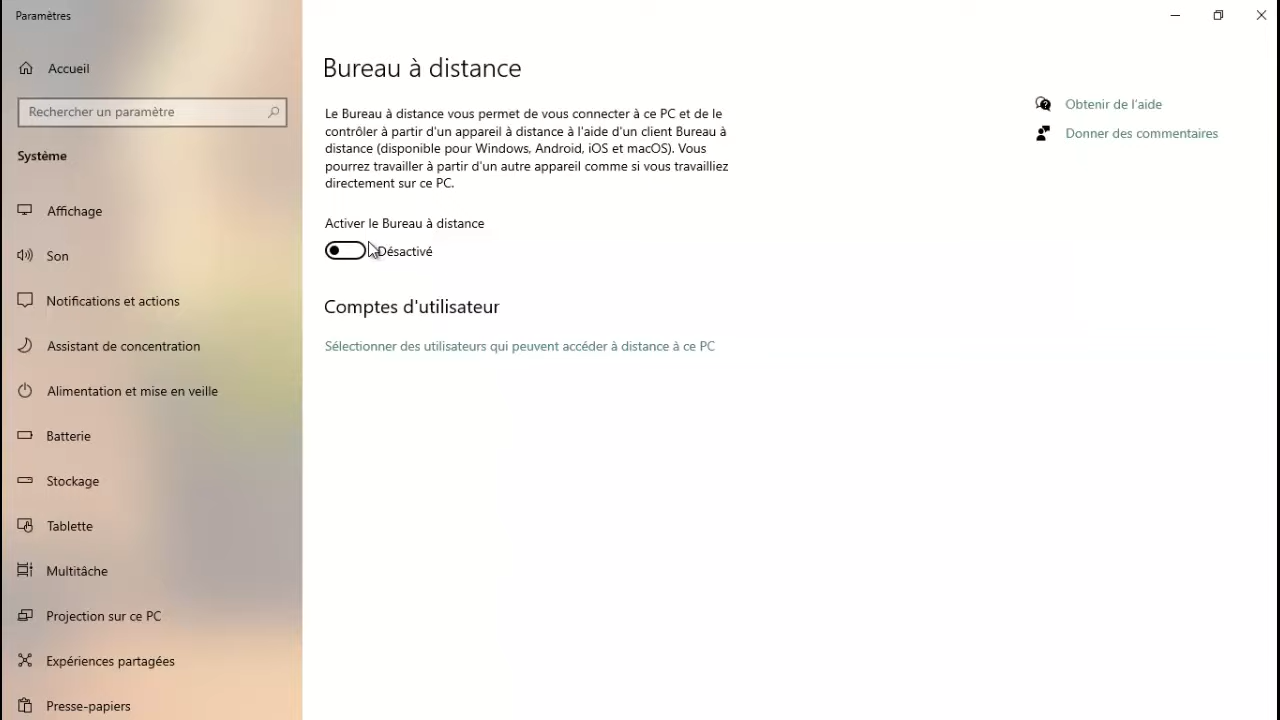 Paramètres
Accueil
Rechercher un paramètre
Système
Affichage
Son
Notifications et actions
Assistant de concentration
Alimentation et mise en veille
Batterie
Stockage
Tablette
Multitâche
Projection sur ce PC
Expériences partagées
Presse-papiers
Bureau à distance
Le Bureau à distance vous permet de vous connecter à ce PC et de le
contrôler à partir d'un appareil à distance à l'aide d'un client Bureau à
distance (disponible pour Windows, Android, iOS et macOS). Vous
pourrez travailler à partir d'un autre appareil comme si vous travailliez
directement sur ce PC.
Activer le Bureau à distance
Désactivé
Comptes d'utilisateur
Sélectionner des utilisateurs qui peuvent accéder à distance à ce PC
Obtenir de l'aide
Donner des commentaires